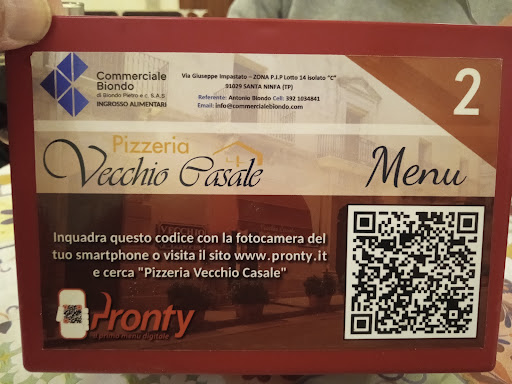 Commerciale
Biondo
di Biondo Pietro e c. S.A.S
INGROSSO ALIMENTARI
Via Giuseppe Impastato – ZONA P.I.P Lotto 14 isolato "C"
91029 SANTA NINFA (TP)
Referente: Antonio Biondo Cell: 392 1034841
Email: info@commercialebiondo.com
2
Pizzeria
Vecchio Casale
Menu
Inquadra questo codice con la fotocamera del
tuo smartphone o visita il sito www.pronty.it
e cerca "Pizzeria Vecchio Casale"
Pronty
il primo menu digitale